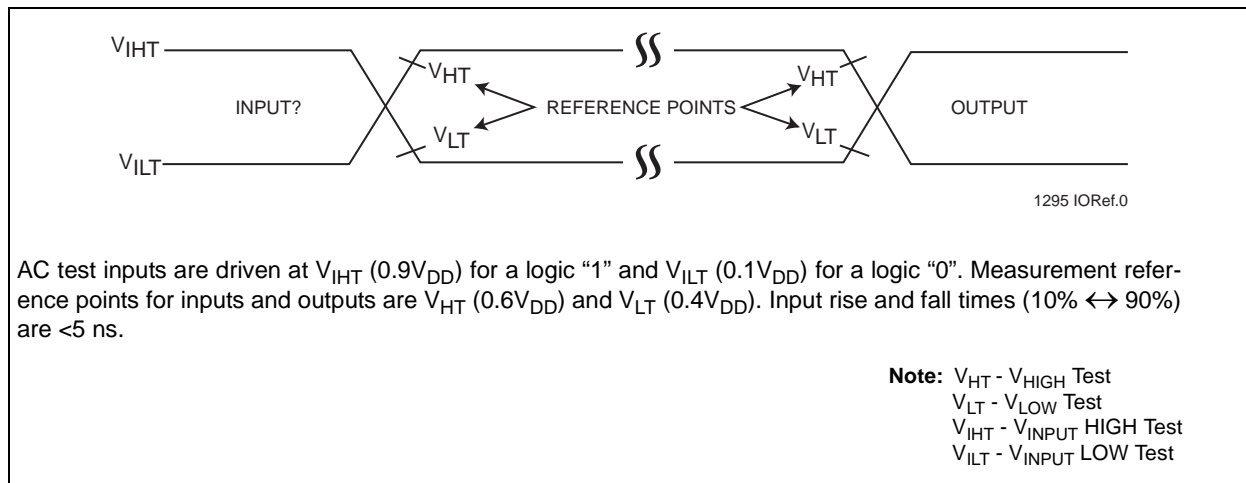 VIHT
VHT
VHT
INPUT?
REFERENCE POINTS
OUTPUT
VLT
VLT
VILT
1295 IORef.0
AC test inputs are driven at VIHT (0.9VDD) for a logic “1” and VILT (0.1VDD) for a logic “0”. Measurement refer-
ence points for inputs and outputs are VHT (0.6VDD) and VLT (0.4VDD). Input rise and fall times (10% ↔ 90%)
are <5 ns.
Note: VHT - VHIGH Test
VLT - VLOW Test
VIHT - VINPUT HIGH Test
VILT - VINPUT LOW Test